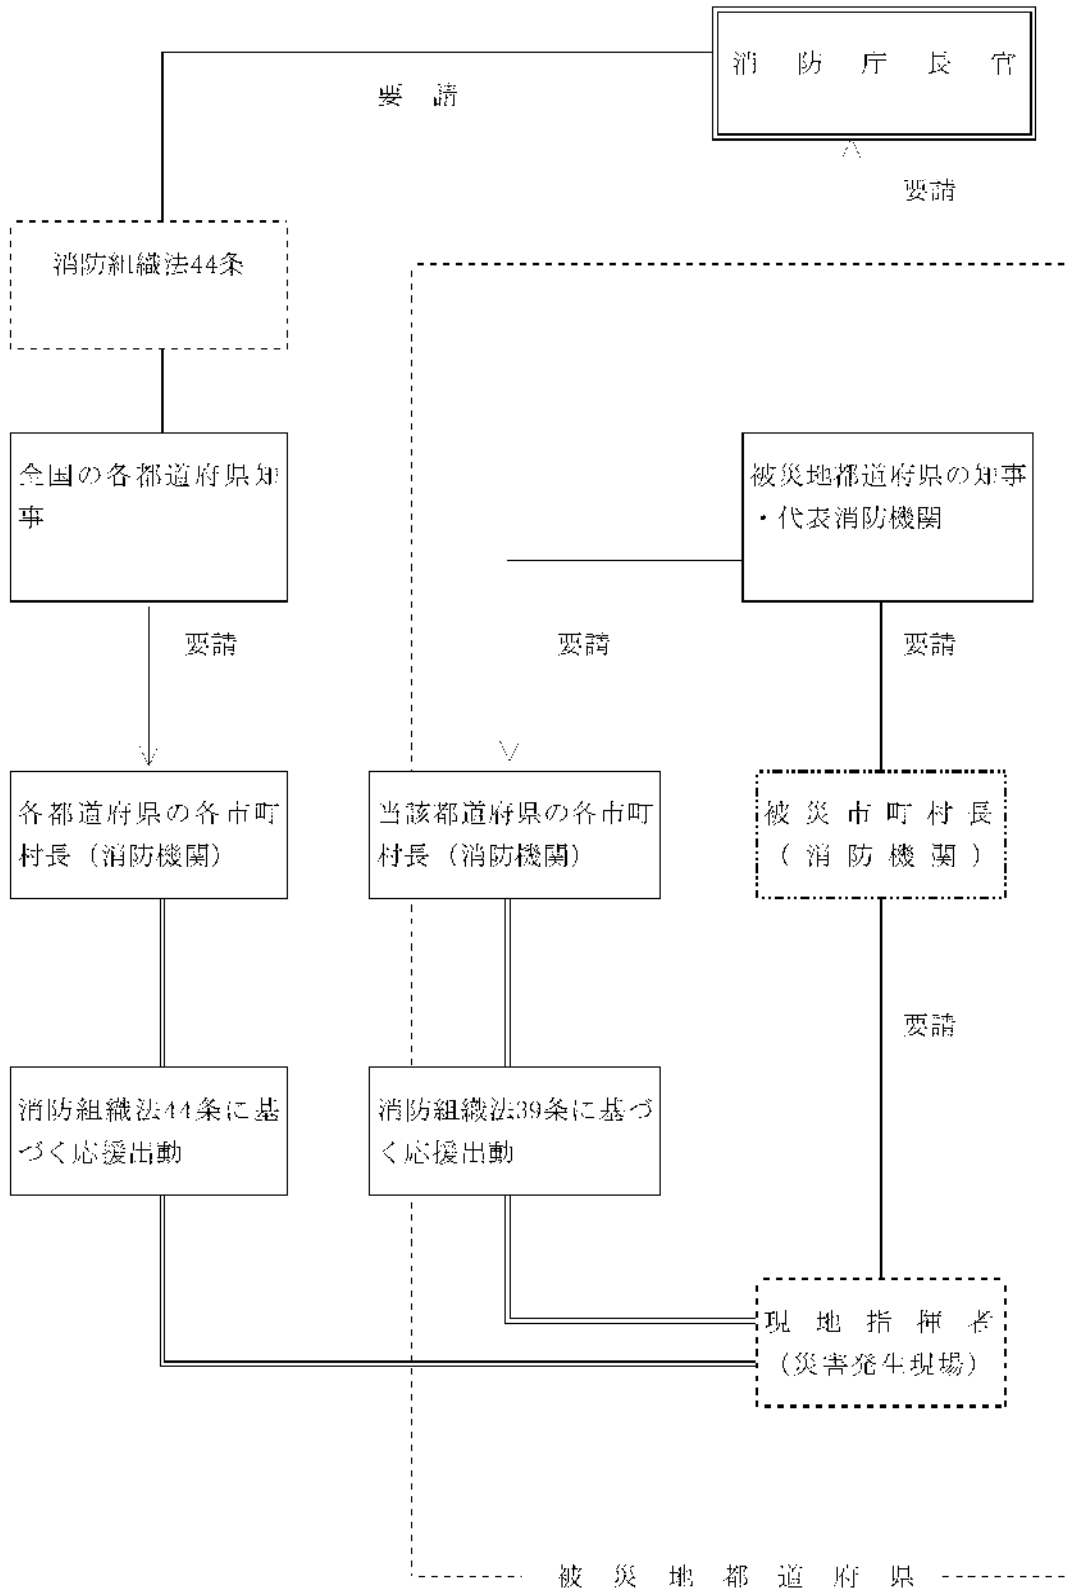 消防庁長官
要請
要請
消防組織法44条
全国の各都道府県知
事
被災地都道府県の知事
・代表消防機関
要請
要請
要請
各都道府県の各市町
村長（消防機関）
当該都道府県の各市町
村長（消防機関）
被災市町村長
（消防機関）
要請
消防組織法44条に基
づく応援出動
消防組織法39条に基づ
く応援出動
現地指揮者
（災害発生現場）
被災地都道府県